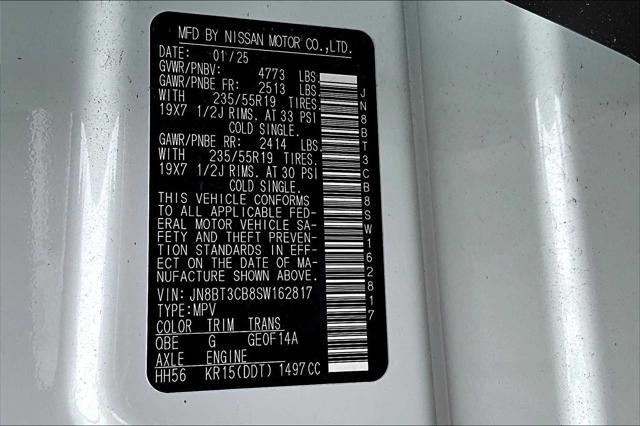 MFD BY NISSAN MOTOR CO.,LTD.
DATE: 01/25
GVWR/PNBV: 4773 LBS
GAWR/PNBE FR: 2513 LBS
WITH 235/55R19 TIRES.
19X7 1/2J RIMS. AT 33 PSI
COLD SINGLE.
GAWR/PNBE RR: 2414 LBS
WITH 235/55R19 TIRES.
19X7 1/2J RIMS. AT 30 PSI
COLD SINGLE.
THIS VEHICLE CONFORMS
TO ALL APPLICABLE FED-
ERAL MOTOR VEHICLE SA-
FETY AND THEFT PREVEN-
TION STANDARDS IN EFF-
ECT ON THE DATE OF MA-
NUFACTURE SHOWN ABOVE.
VIN: JN8BT3CB8SW162817
TYPE:MPV
COLOR TRIM TRANS
QBE G GEOF14A
AXLE ENGINE
HH56 KR15(DDT) 1497CC
JN8BT3CB8SW162817